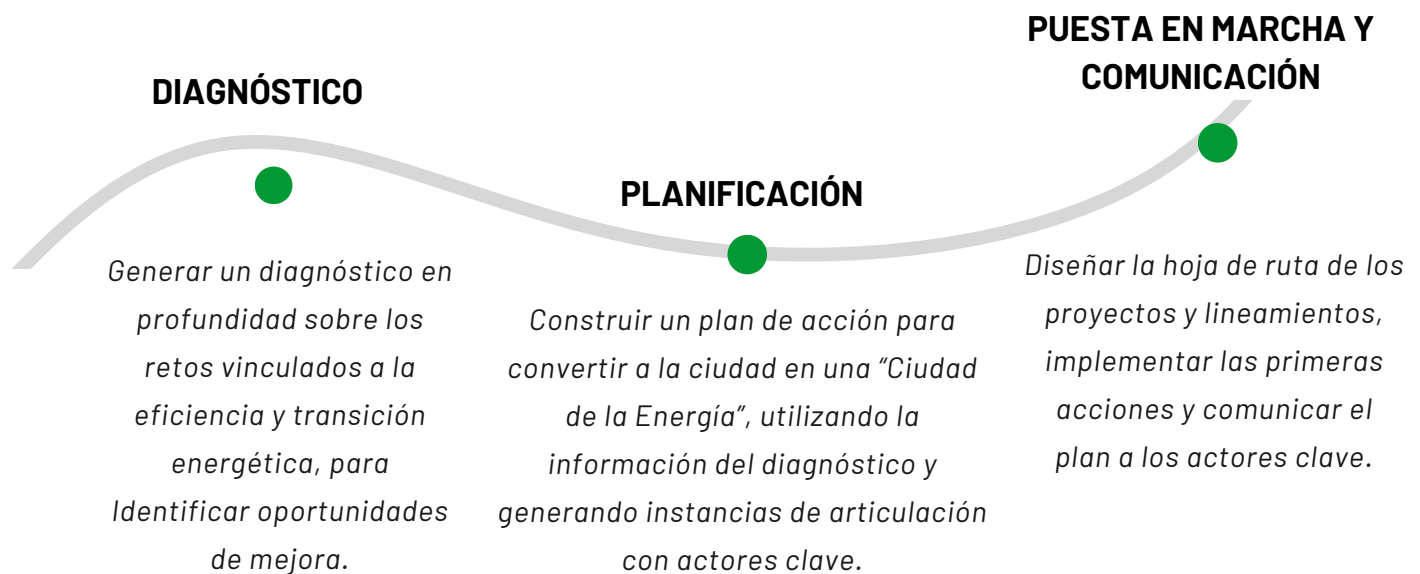 DIAGNÓSTICO
Generar un diagnóstico en
profundidad sobre los
retos vinculados a la
eficiencia y transición
energética, para
Identificar oportunidades
de mejora.
PLANIFICACIÓN
Construir un plan de acción para
convertir a la ciudad en una “Ciudad
de la Energía”, utilizando la
información del diagnóstico y
generando instancias de articulación
con actores clave.
PUESTA EN MARCHA Y
COMUNICACIÓN
Diseñar la hoja de ruta de los
proyectos y lineamientos,
implementar las primeras
acciones y comunicar el
plan a los actores clave.